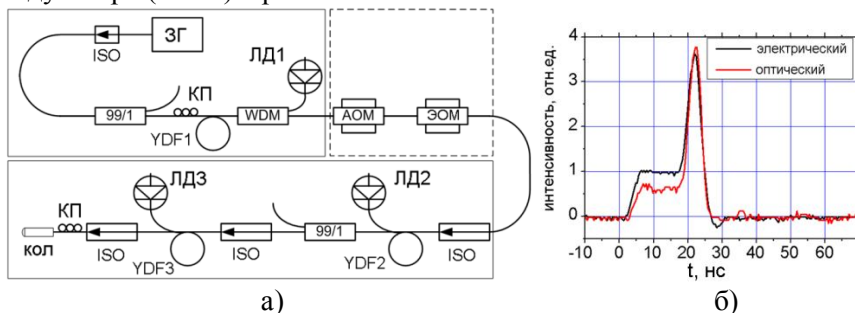 ISO
ЗГ
ЛД1
КП
99/1
YDF1
WDM
АОМ
ЭОМ
ЛД3
ЛД2
КП
99/1
кол
ISO
YDF3
ISO
YDF2
ISO
а)
интенсивность, отн.ед.
4
3
2
1
0
электрический
оптический
-10 0 10 20 30 40 50 60
t, нс
б)